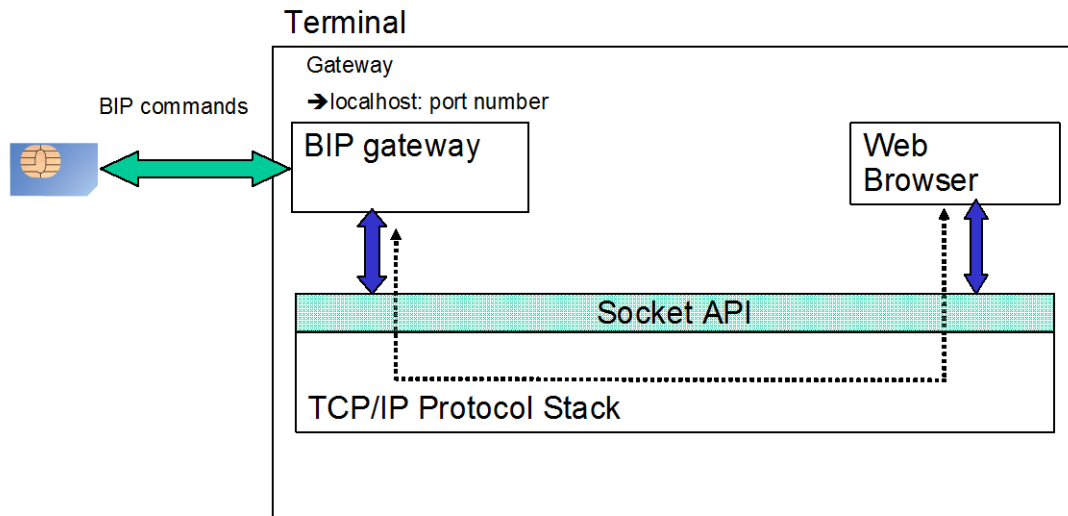 Terminal
Gateway
➔localhost: port number
BIP commands
BIP gateway
Web
Browser
Socket API
TCP/IP Protocol Stack